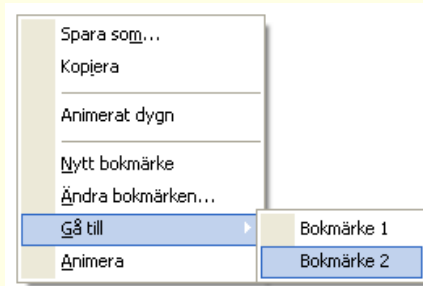 Spara som...
Kopiera
Animerat dygn
Nytt bokmärke
Ändra bokmärken...
Gå till
Bokmärke 1
Animera
Bokmärke 2